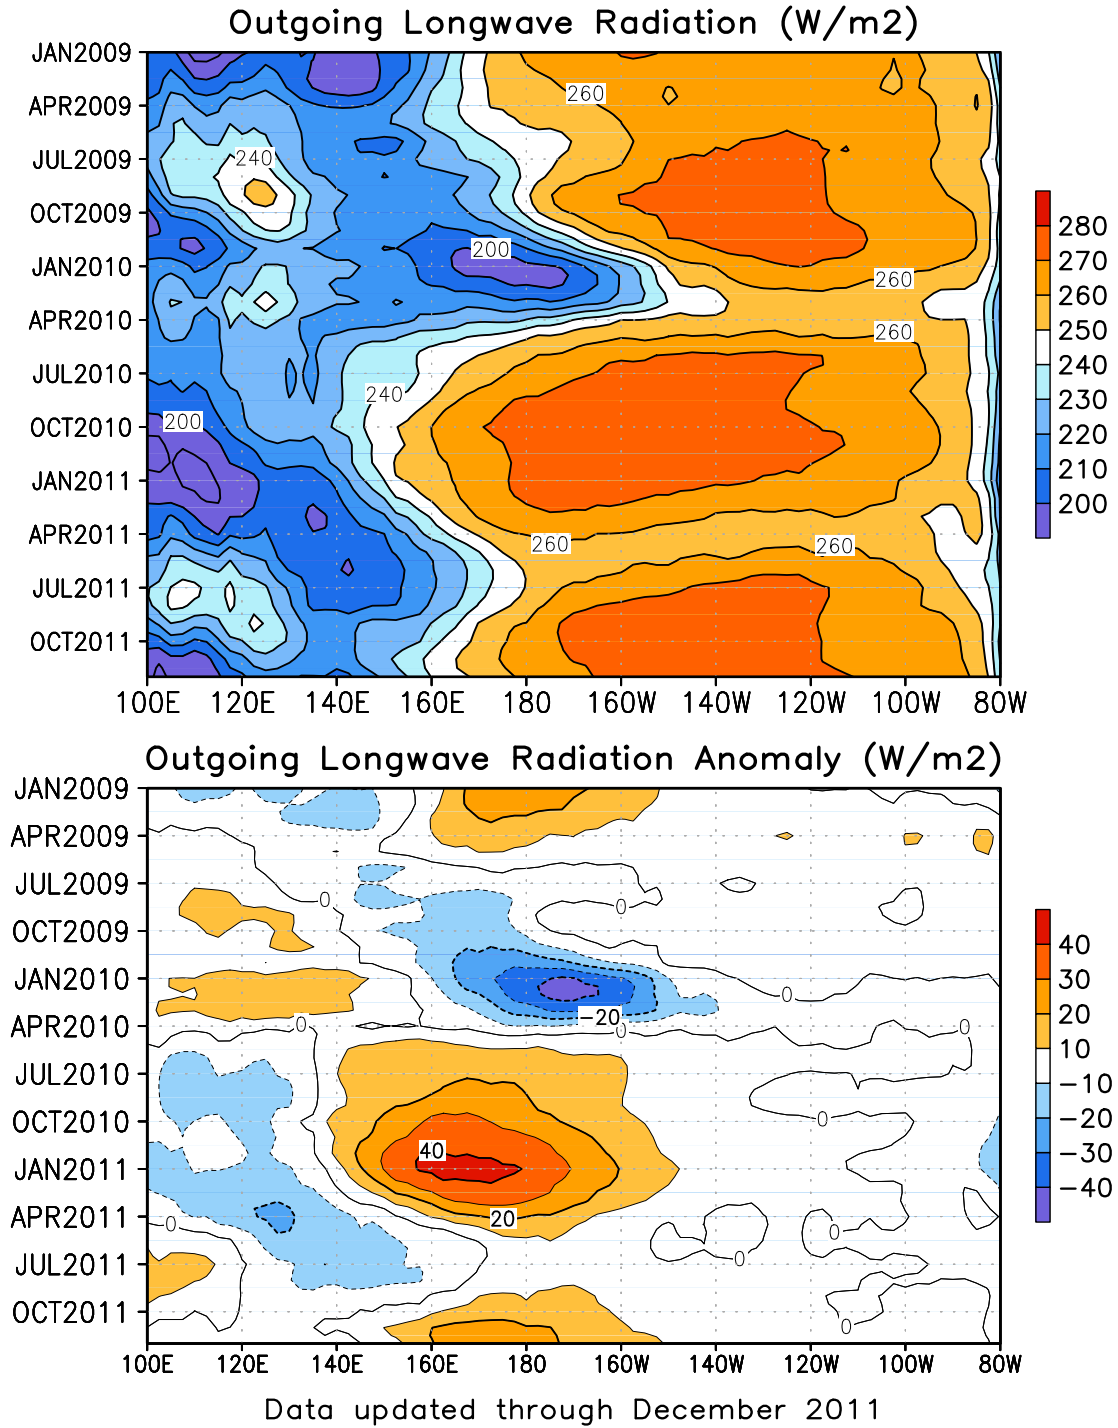 Outgoing Longwave Radiation (W/m2)
JAN2009
APR2009
JUL2009
OCT2009
JAN2010
APR2010
JUL2010
OCT2010
JAN2011
APR2011
JUL2011
OCT2011
260
240
200
260
260
240
200
260
260
100E 120E 140E 160E 180 160W 140W 120W 100W 80W
280
270
260
250
240
230
220
210
200
Outgoing Longwave Radiation Anomaly (W/m2)
JAN2009
APR2009
JUL2009
OCT2009
JAN2010
APR2010
JUL2010
OCT2010
JAN2011
APR2011
JUL2011
OCT2011
0
0
0
-20
0
0
0
0
40
20
0
0
0
0
100E 120E 140E 160E 180 160W 140W 120W 100W 80W
40
30
20
10
-10
-20
-30
-40
Data updated through December 2011